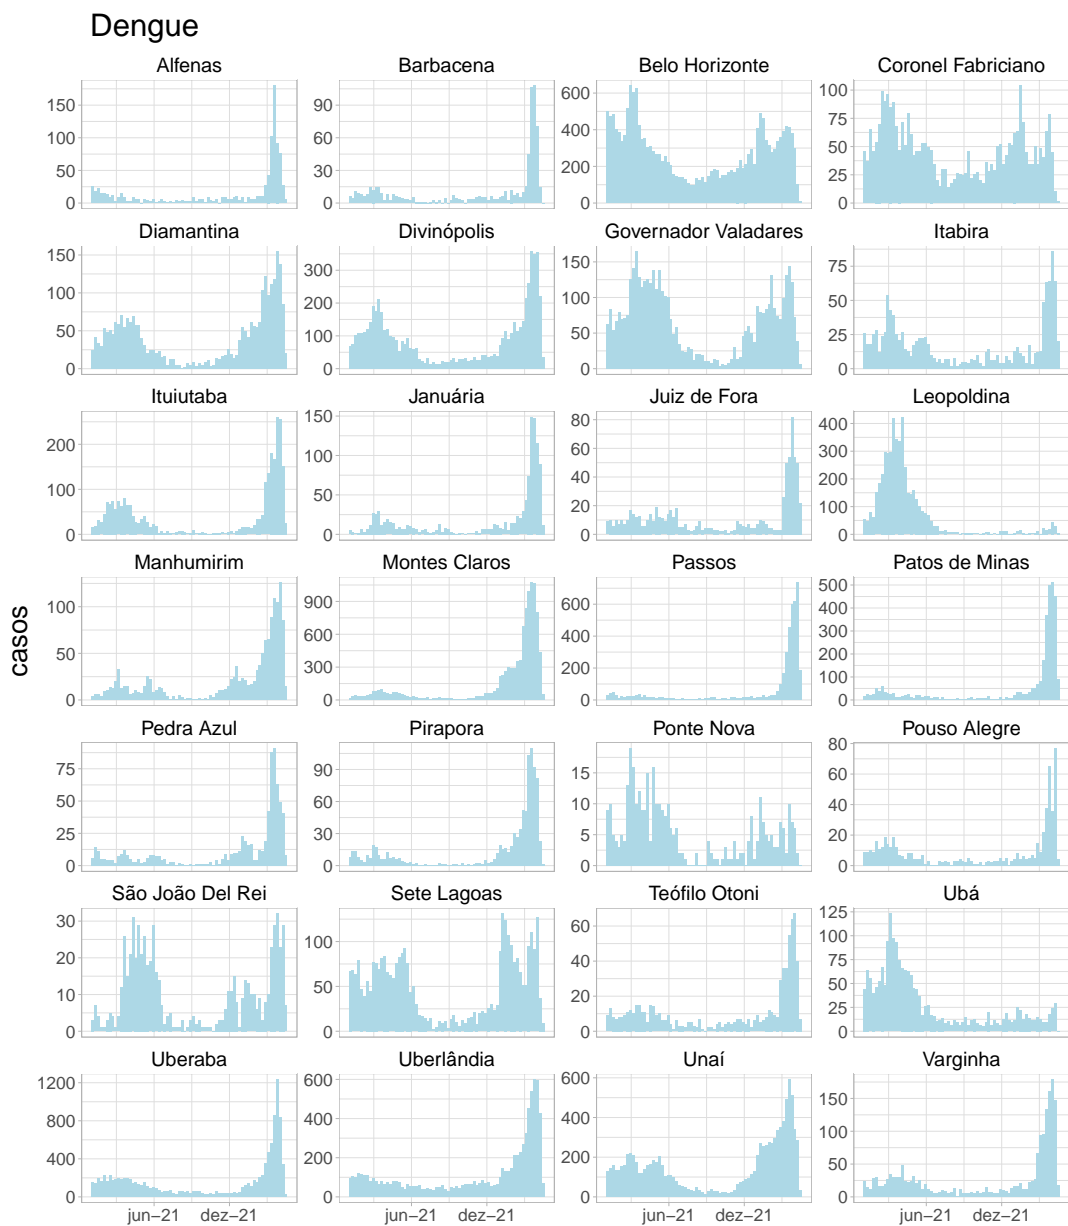 Dengue
Alfenas Barbacena Belo Horizonte Coronel Fabriciano
150 100 50 0
90 60 30 0
600 400 200 0
100 75 50 25 0
Diamantina Divinópolis Governador Valadares Itabira
150 100 50 0
300 200 100 0
150 100 50 0
75 50 25 0
Ituiutaba Januária Juiz de Fora Leopoldina
200 100 0
150 100 50 0
80 60 40 20 0
400 300 200 100 0
Manhumirim Montes Claros Passos Patos de Minas
100 50 0
900 600 300 0
600 400 200 0
500 400 300 200 100 0
casos
Pedra Azul Pirapora Ponte Nova Pouso Alegre
75 50 25 0
90 60 30 0
15 10 5 0
80 60 40 20 0
São João Del Rei Sete Lagoas Teófilo Otoni Ubá
30 20 10 0
100 50 0
60 40 20 0
125 100 75 50 25 0
Uberaba Uberlândia Unaí Varginha
1200 800 400 0
600 400 200 0
600 400 200 0
150 100 50 0
jun−21 dez−21 jun−21 dez−21 jun−21 dez−21 jun−21 dez−21